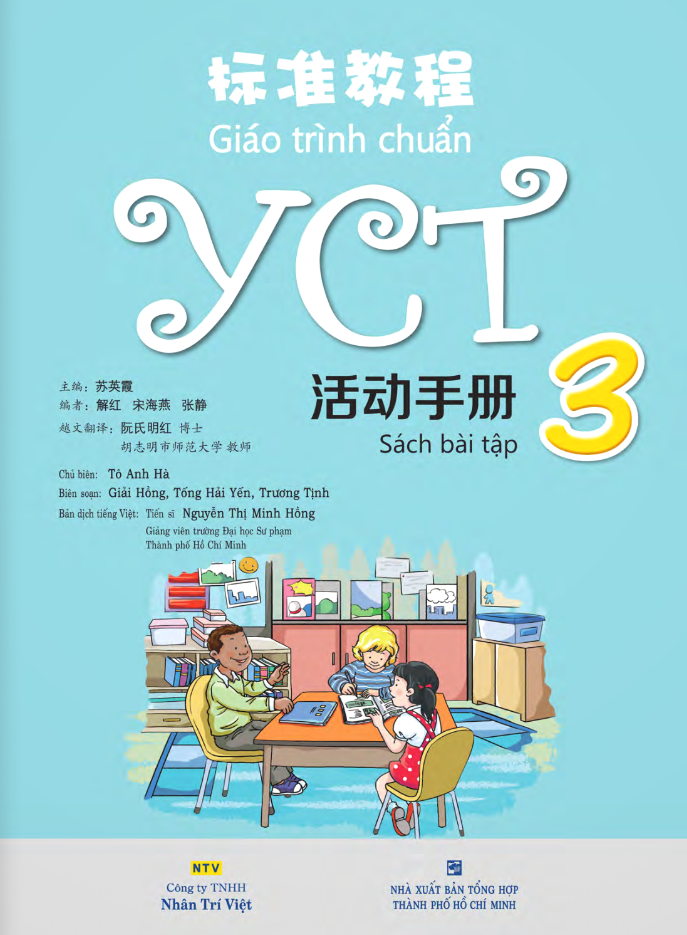 标准教程
Giáo trình chuẩn
YCT
活动手册
3
Sách bài tập
主编：苏英霞
编者：解红 宋海燕 张静
越文翻译：阮氏明红 博士
胡志明市师范大学 教师
Chủ biên: Tô Anh Hà
Biên soạn: Giải Hồng, Tống Hải Yến, Trương Tịnh
Bản dịch tiếng Việt: Tiến sĩ Nguyễn Thị Minh Hồng
Giảng viên trường Đại học Sư phạm
Thành phố Hồ Chí Minh
NTV
Công ty TNHH
Nhân Trí Việt
NHÀ XUẤT BẢN TỔNG HỢP
THÀNH PHỐ HỒ CHÍ MINH